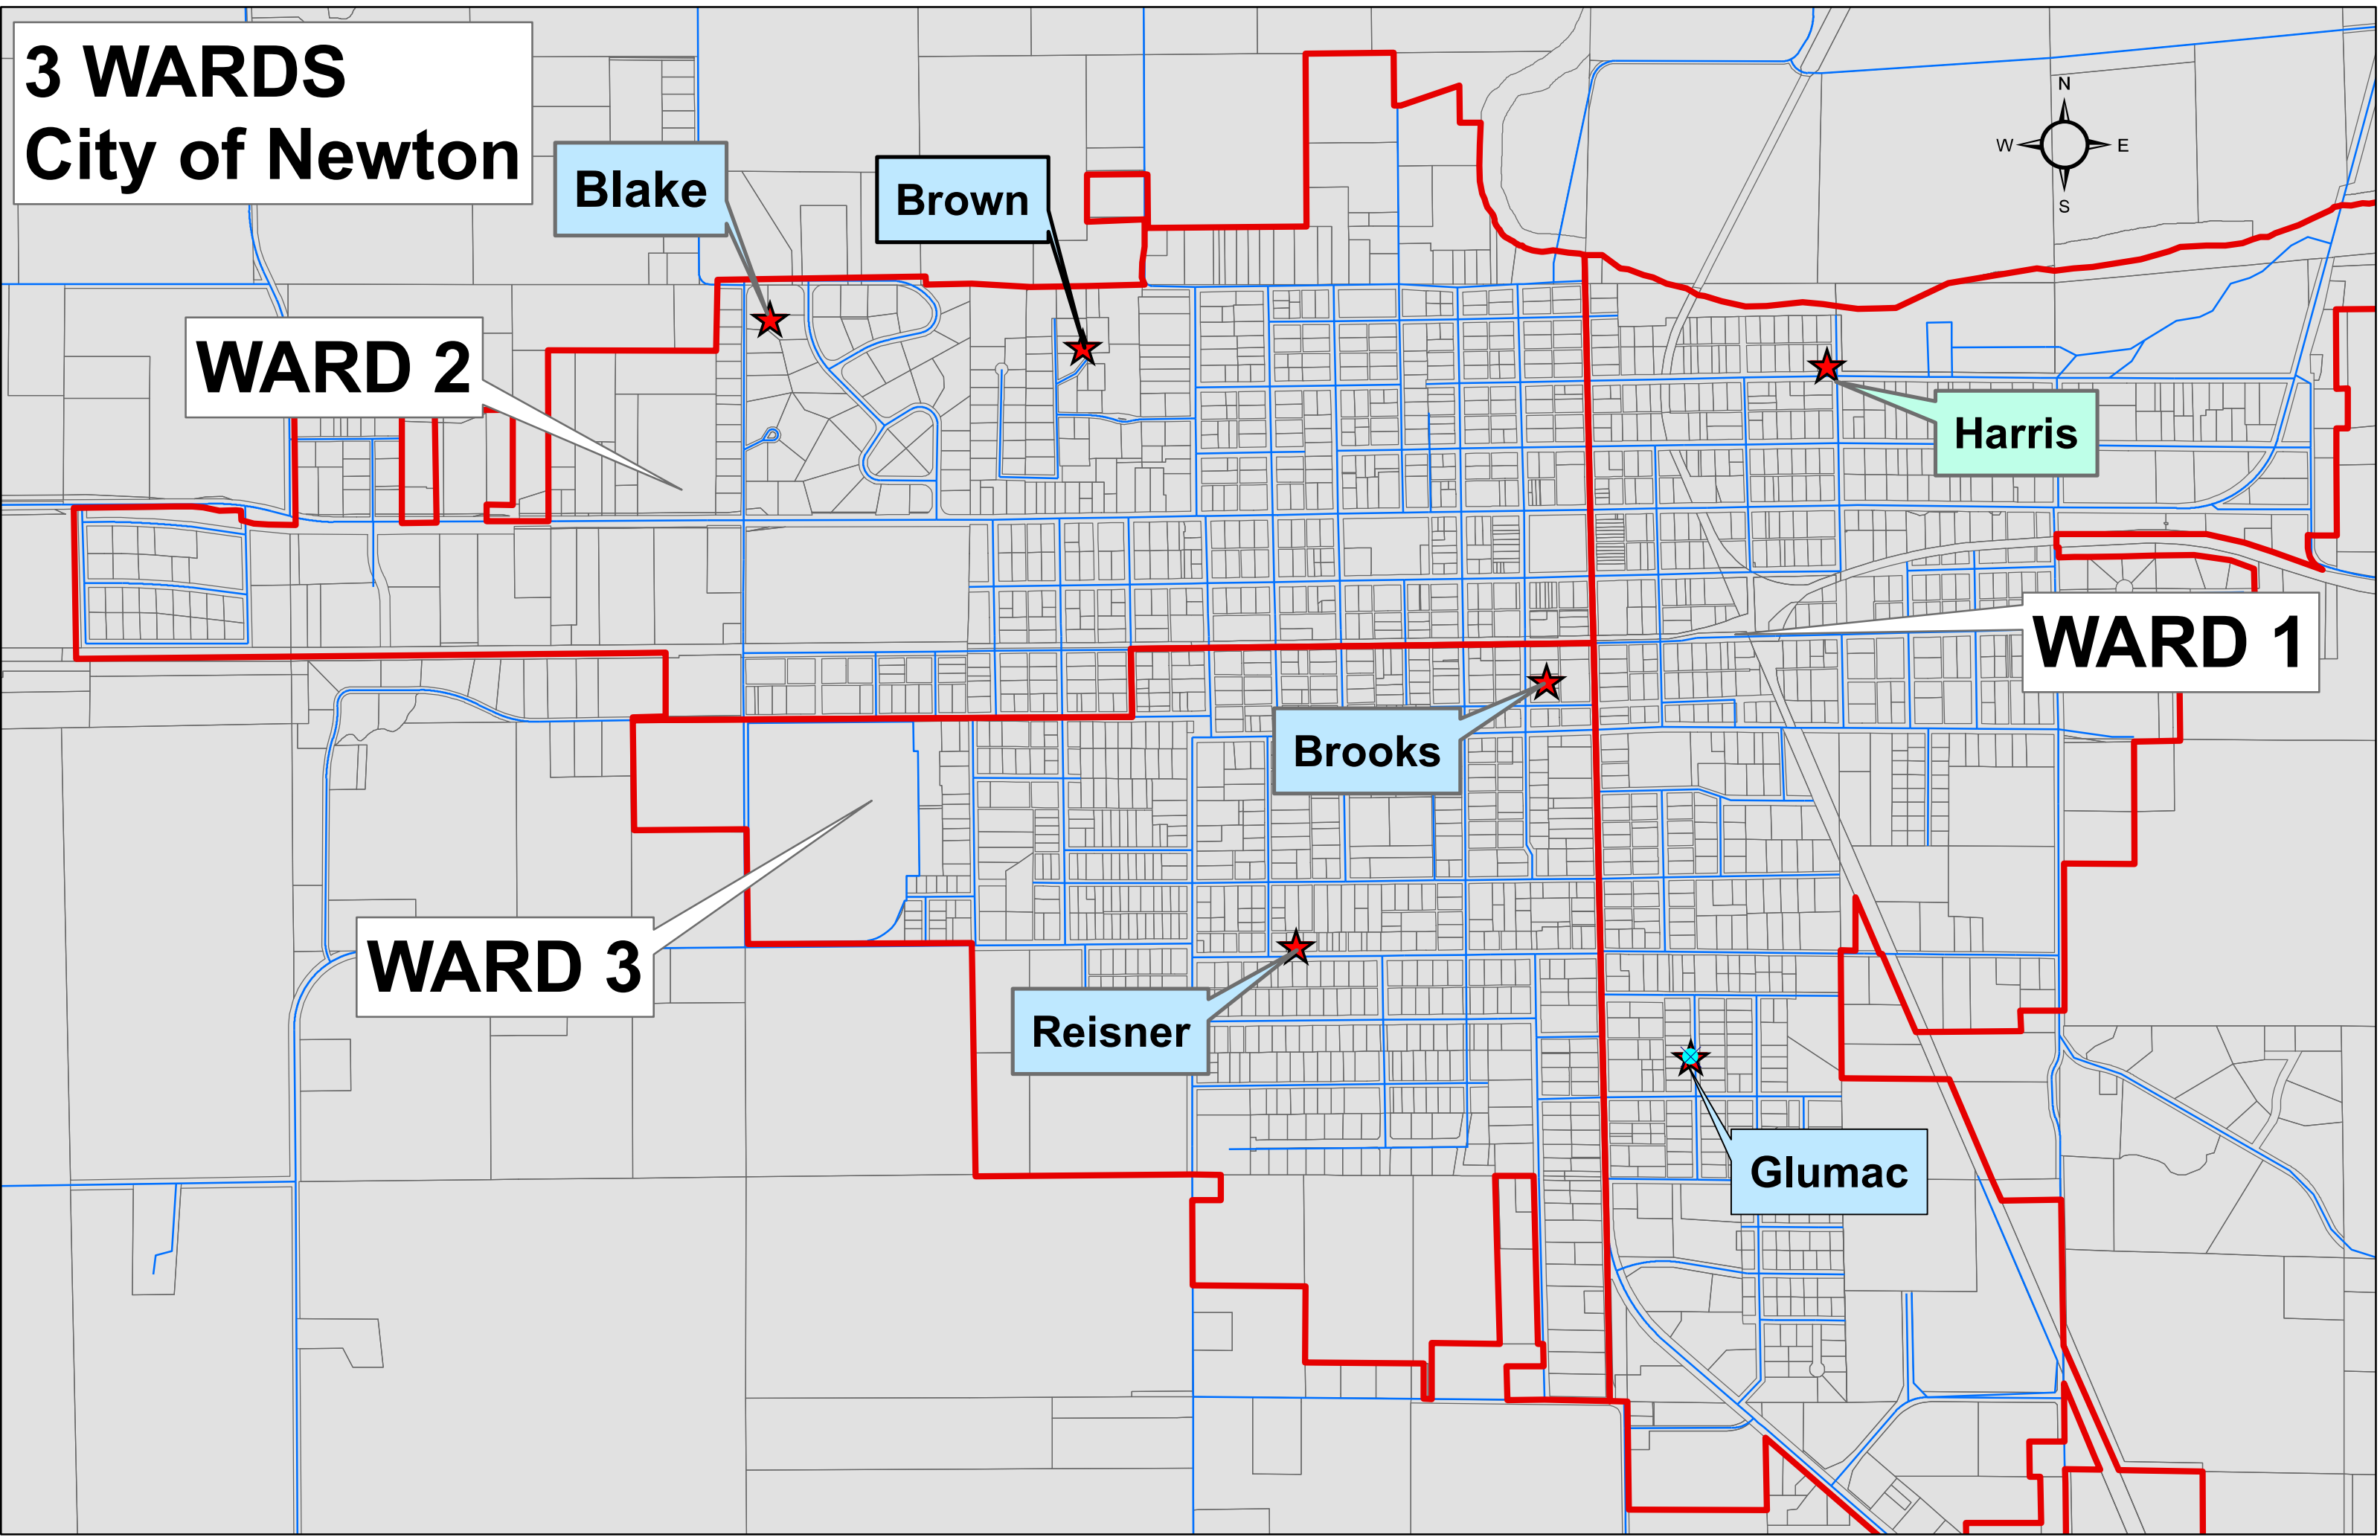 3 WARDS
City of Newton
N
W
E
S
Blake
Brown
WARD 2
Harris
WARD 1
Brooks
WARD 3
Reisner
Glumac